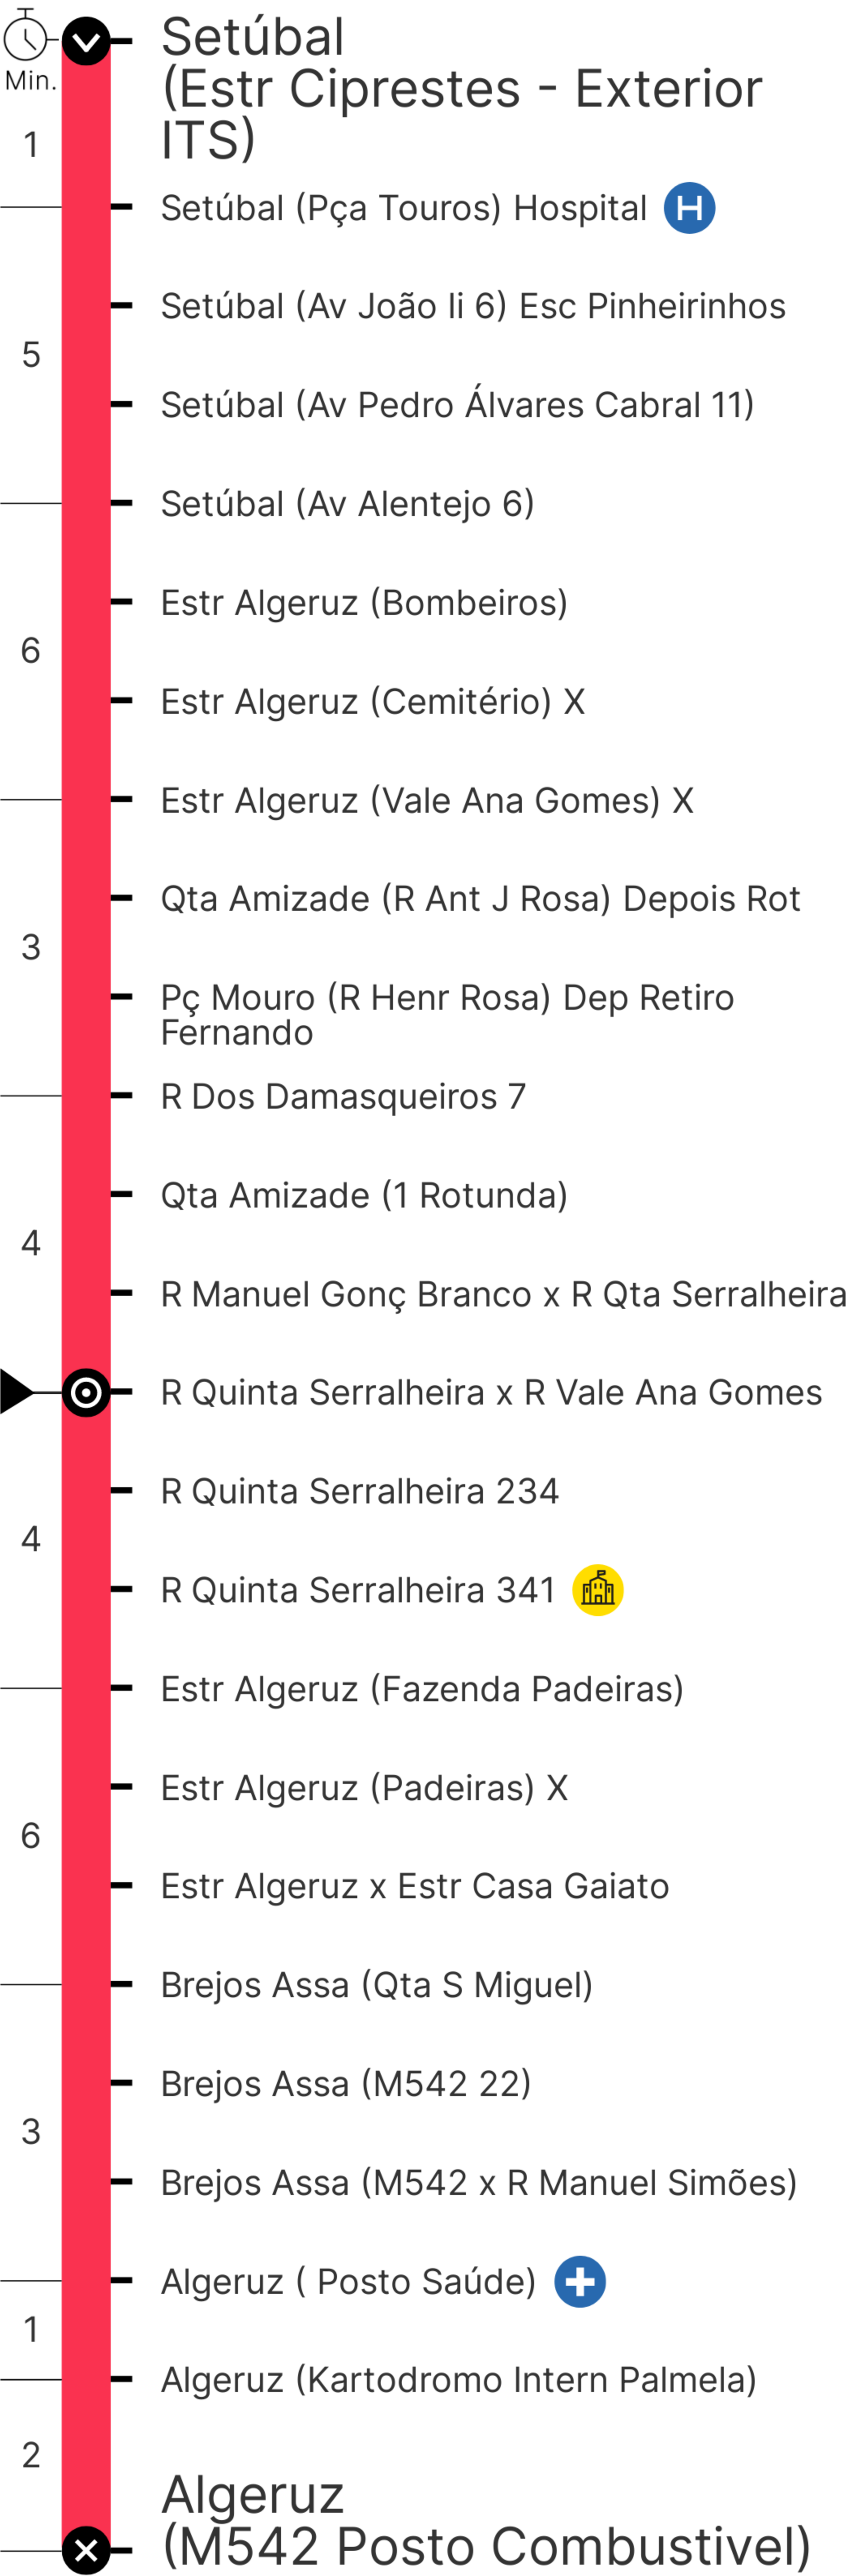 Min.
Setúbal
(Estr Ciprestes - Exterior
ITS)
1
Setúbal (Pça Touros) Hospital H
Setúbal (Av João Ii 6) Esc Pinheirinhos
5
Setúbal (Av Pedro Álvares Cabral 11)
Setúbal (Av Alentejo 6)
Estr Algeruz (Bombeiros)
6
Estr Algeruz (Cemitério) X
Estr Algeruz (Vale Ana Gomes) X
Qta Amizade (R Ant J Rosa) Depois Rot
3
Pç Mouro (R Henr Rosa) Dep Retiro
Fernando
R Dos Damasqueiros 7
Qta Amizade (1 Rotunda)
4
R Manuel Gonç Branco x R Qta Serralheira
R Quinta Serralheira x R Vale Ana Gomes
R Quinta Serralheira 234
4
R Quinta Serralheira 341
Estr Algeruz (Fazenda Padeiras)
Estr Algeruz (Padeiras) X
6
Estr Algeruz x Estr Casa Gaiato
Brejos Assa (Qta S Miguel)
Brejos Assa (M542 22)
3
Brejos Assa (M542 x R Manuel Simões)
Algeruz ( Posto Saúde)
1
Algeruz (Kartodromo Intern Palmela)
2
Algeruz
(M542 Posto Combustivel)